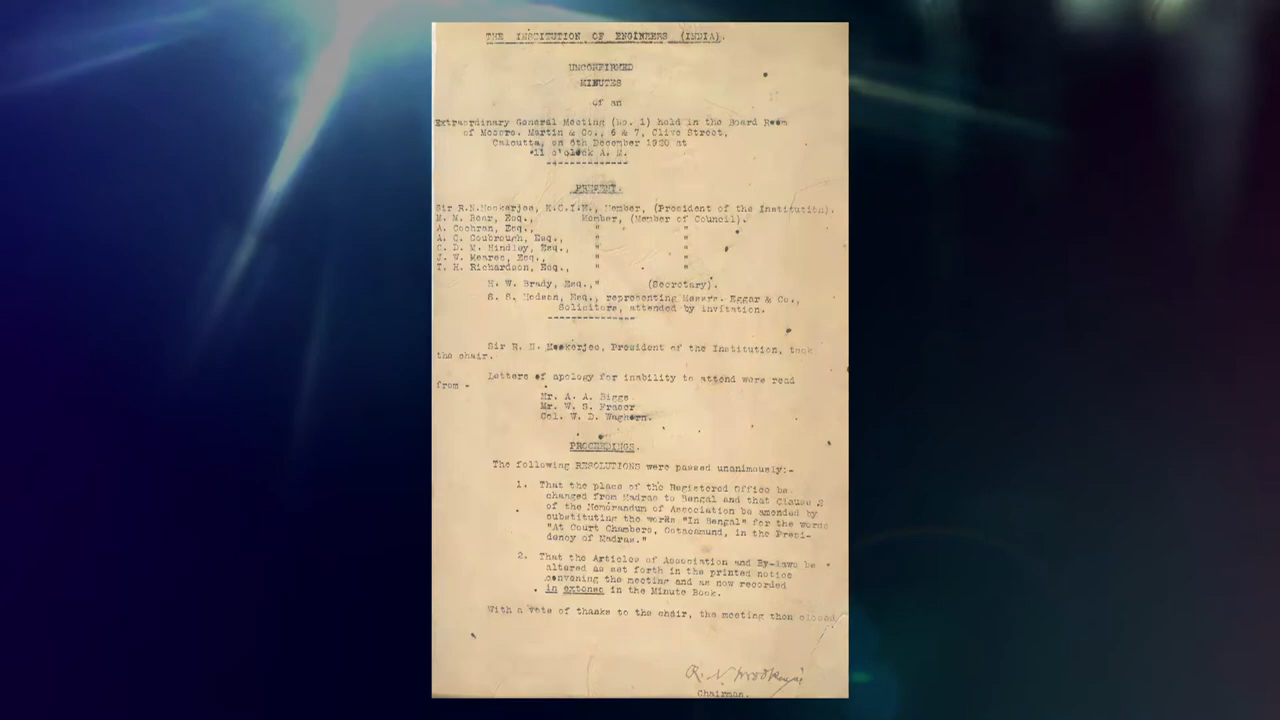 THE INSTITUTION OF ENGINEERS (INDIA).
UNCONFIRMED
MINUTES
of an
Extraordinary General Meeting (No. 1) held in the Board Room
of Messrs. Martin & Co., 6 & 7, Clive Street,
Calcutta, on 6th December 1920 at
11 o'clock A. M.
PRESENT.
Sir R.N.Mookerjee, K.C.I.E., Member, (President of the Institution).
M. M. Bear, Esq., Member, (Member of Council).
A. Cochran, Esq., " "
A. C. Coubrough, Esq., " "
C. D. M. Hindley, Esq., " "
J. W. Meares, Esq., " "
T. H. Richardson, Esq., " "
H. W. Brady, Esq., " (Secretary).
S. S. Hodson, Esq., representing Messrs. Eggar & Co.,
Solicitors, attended by invitation.
Sir R. N. Mookerjee, President of the Institution, took
the chair.
Letters of apology for inability to attend were read
from -
Mr. A. A. Biggs
Mr. W. S. Fraser
Col. W. D. Waghorn.
PROCEEDINGS.
The following RESOLUTIONS were passed unanimously:-
1. That the place of the Registered Office be
changed from Madras to Bengal and that Clause 2
of the Memorandum of Association be amended by
substituting the words "In Bengal" for the words
"At Court Chambers, Ootacamund, in the Presi-
dency of Madras."
2. That the Articles of Association and By-laws be
altered as set forth in the printed notice
convening the meeting and as now recorded
in extenso in the Minute Book.
With a vote of thanks to the chair, the meeting then closed
R. N. Mookerjee
Chairman.